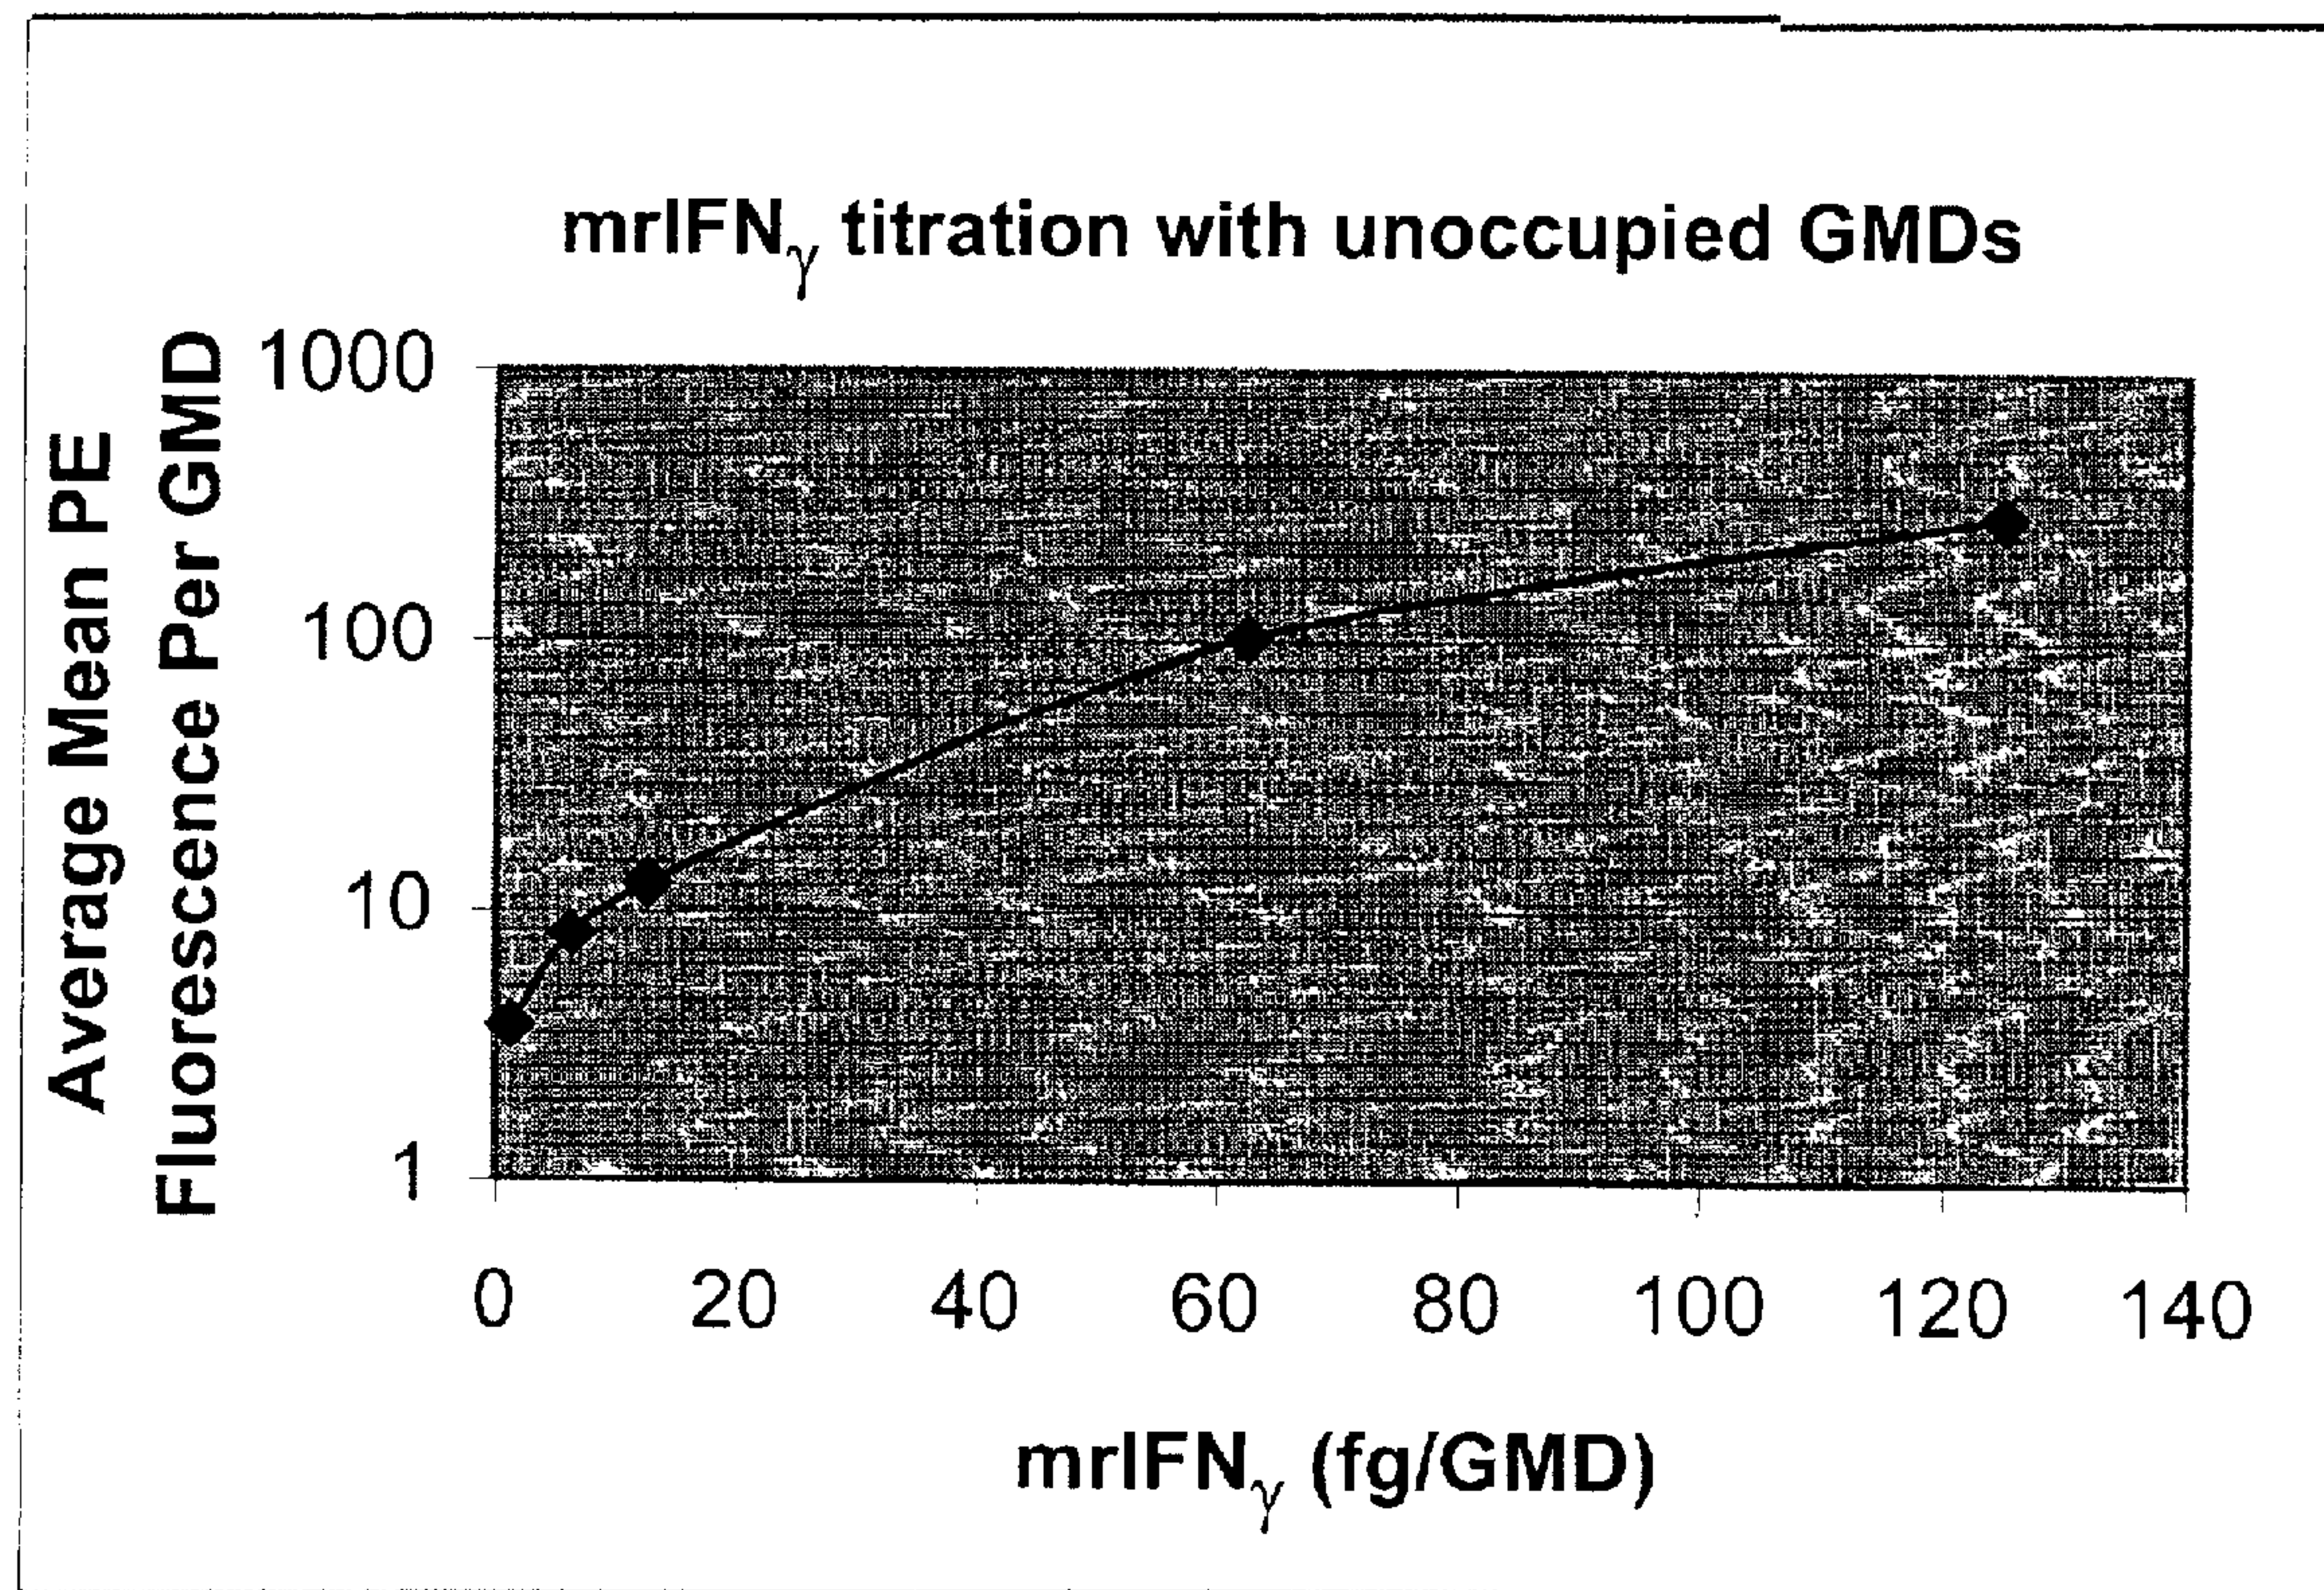 mrIFNγ titration with unoccupied GMDs
Average Mean PE
Fluorescence Per GMD
1000
100
10
1
0 20 40 60 80 100 120 140
mrIFNγ (fg/GMD)